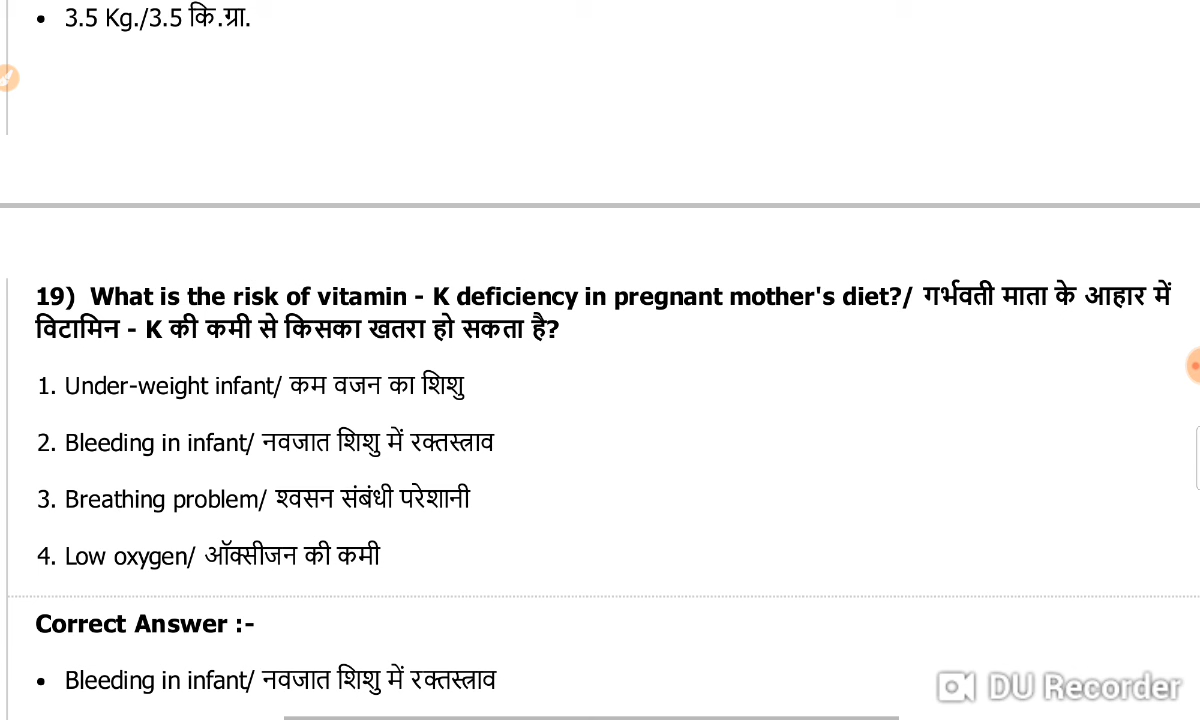 • 3.5 Kg./3.5 कि.ग्रा.
19) What is the risk of vitamin - K deficiency in pregnant mother's diet?/ गर्भवती माता के आहार में
विटामिन - K की कमी से किसका खतरा हो सकता है?
1. Under-weight infant/ कम वजन का शिशु
2. Bleeding in infant/ नवजात शिशु में रक्तस्त्राव
3. Breathing problem/ श्वसन संबंधी परेशानी
4. Low oxygen/ ऑक्सीजन की कमी
Correct Answer :-
• Bleeding in infant/ नवजात शिशु में रक्तस्त्राव
DU Recorder